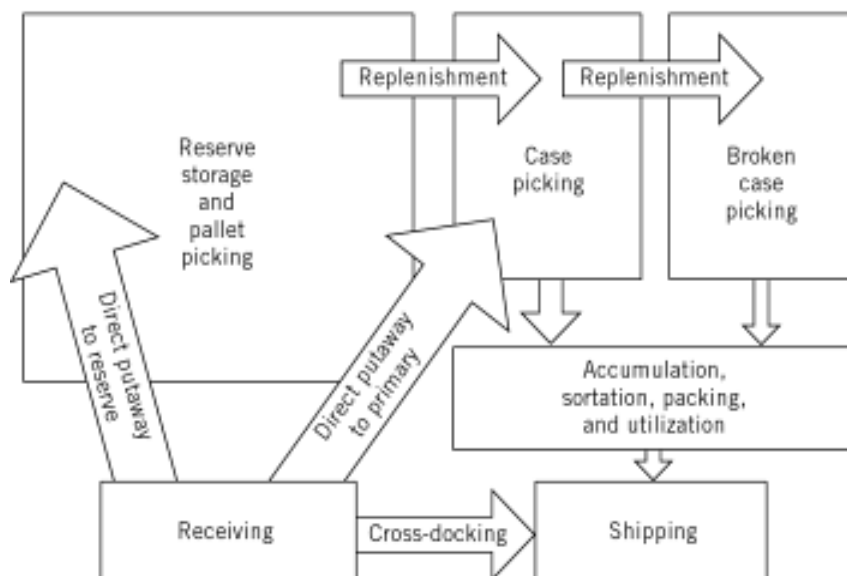 Replenishment
Replenishment
Reserve
storage
and
pallet
picking
Case
picking
Broken
case
picking
Direct putaway
to reserve
Direct putaway
to primary
Accumulation,
sortation, packing,
and utilization
Receiving
Cross-docking
Shipping